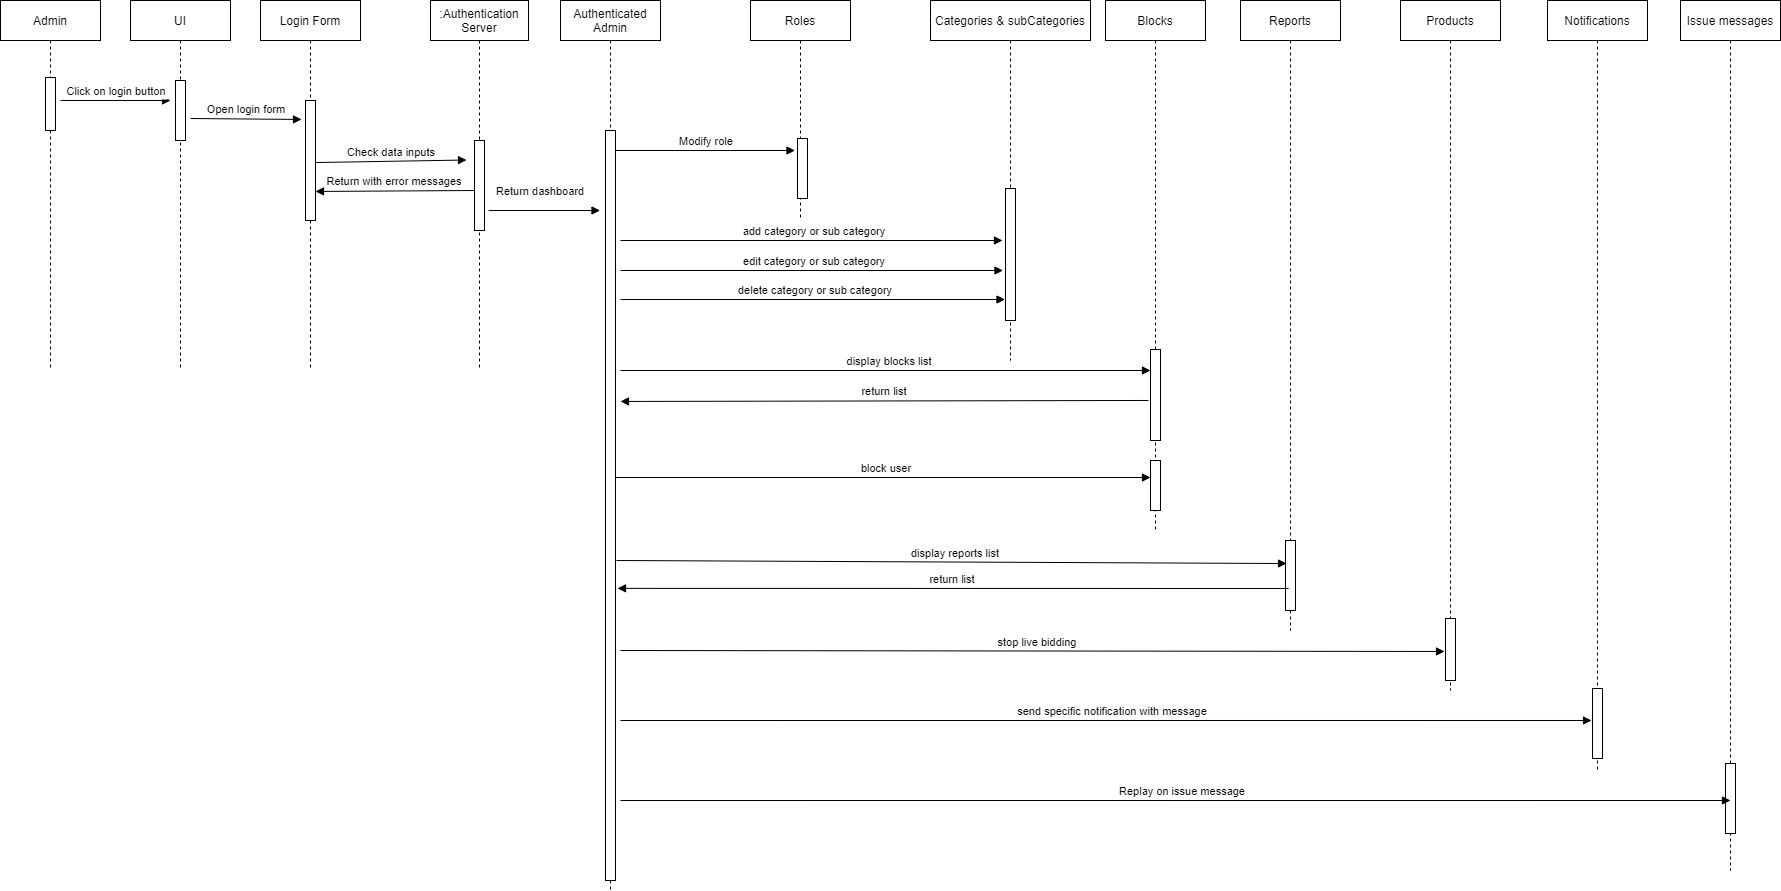 Admin
UI
Login Form
:Authentication
Server
Authenticated
Admin
Roles
Categories & subCategories
Blocks
Reports
Products
Notifications
Issue messages
Click on login button
Open login form
Modify role
Check data inputs
Return with error messages
Return dashboard
add category or sub category
edit category or sub category
delete category or sub category
display blocks list
return list
block user
display reports list
return list
stop live bidding
send specific notification with message
Replay on issue message